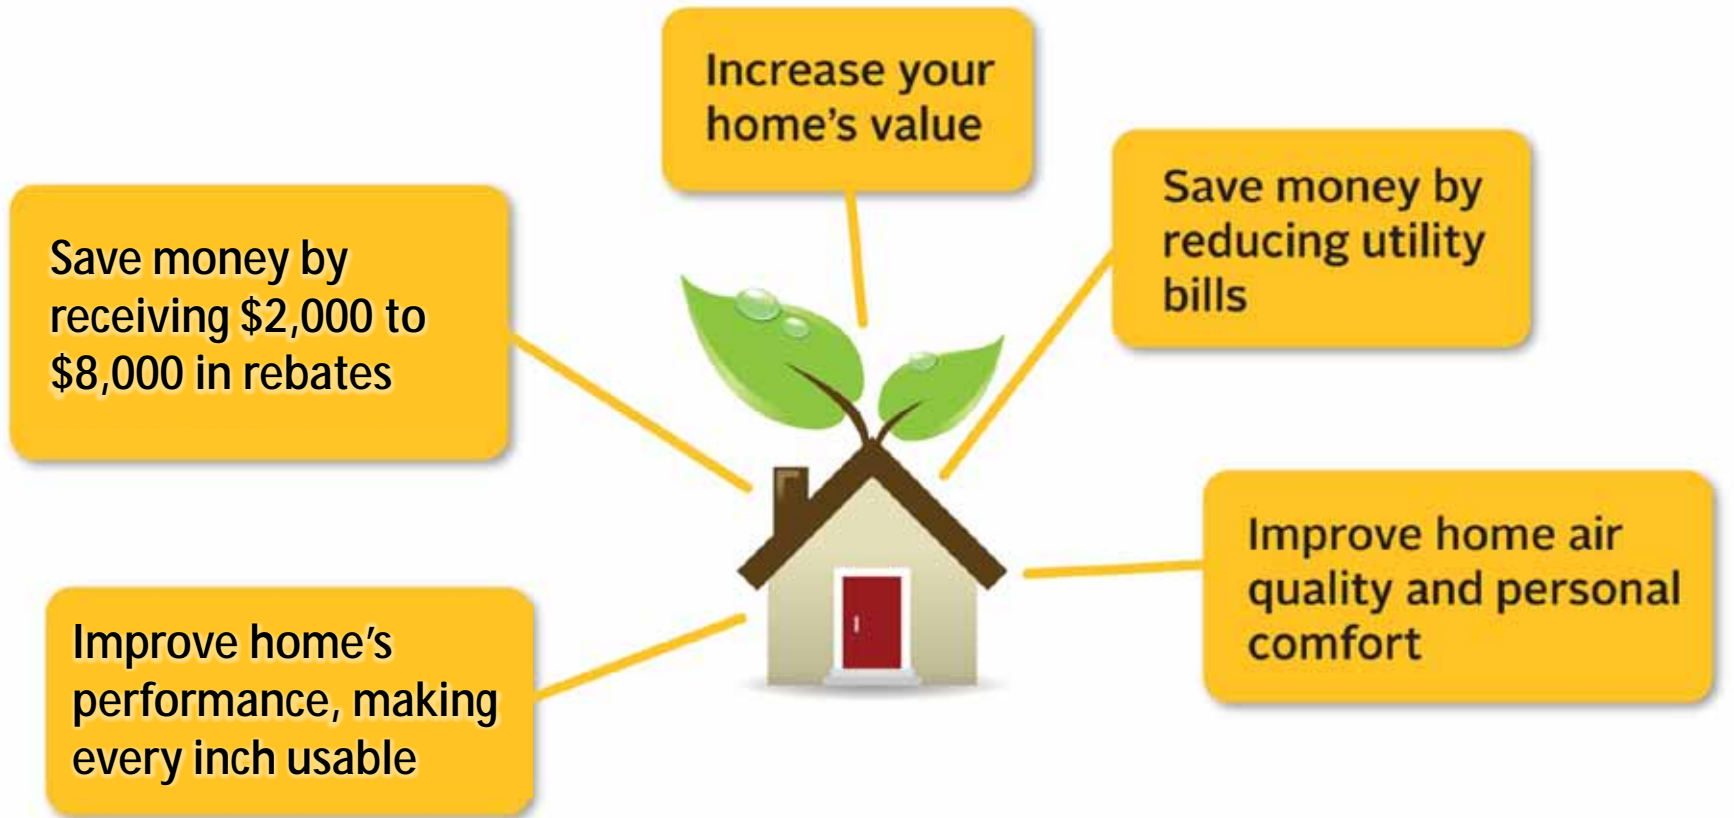 Increase your
home's value
Save money by
reducing utility
bills
Save money by
receiving $2,000 to
$8,000 in rebates
Improve home air
quality and personal
comfort
Improve home's
performance, making
every inch usable